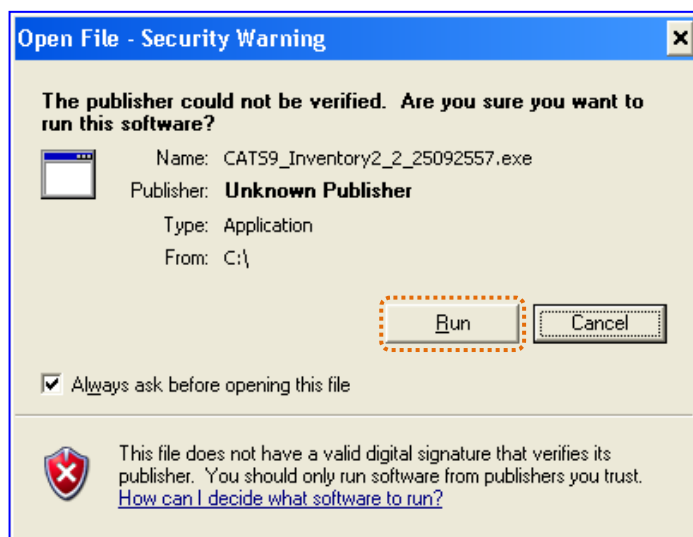 Open File - Security Warning
The publisher could not be verified. Are you sure you want to
run this software?
Name: CATS9_Inventory2_2_25092557.exe
Publisher: Unknown Publisher
Type: Application
From: C:\
Run Cancel
Always ask before opening this file
This file does not have a valid digital signature that verifies its
publisher. You should only run software from publishers you trust.
How can I decide what software to run?